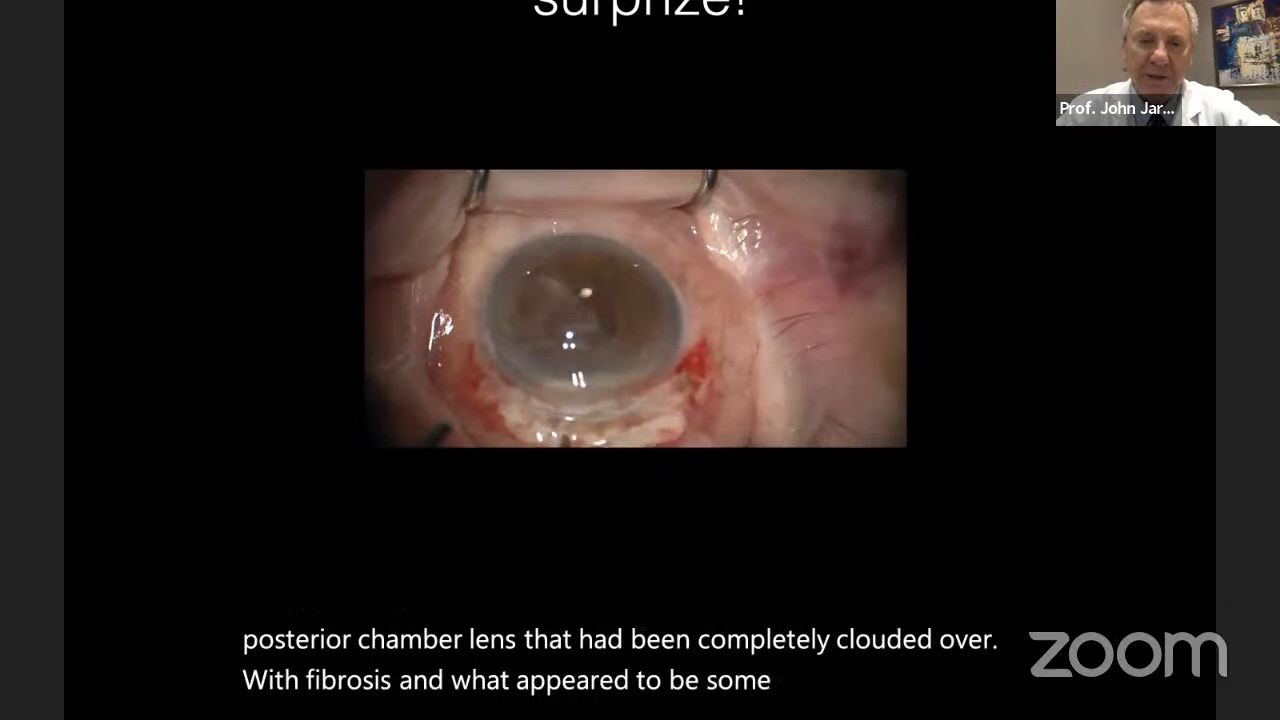 surprize!
Prof. John Jar...
posterior chamber lens that had been completely clouded over.
With fibrosis and what appeared to be some
zoom